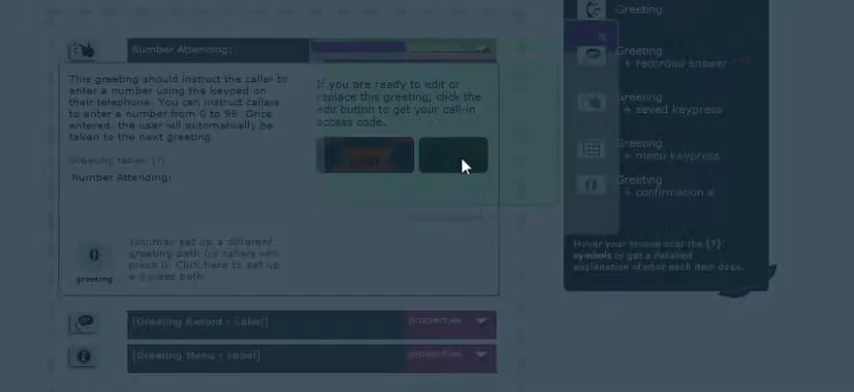 Greeting
Number Attending:
Greeting
+ recorded answer
This greeting should instruct the caller to
enter a number using the keypad on
their telephone. You can instruct callers
to enter a number from 0 to 99. Once
entered, the user will automatically be
taken to the next greeting.
If you are ready to edit or
replace this greeting, click the
edit button to get your call-in
access code.
Greeting
+ saved keypress
Greeting
+ menu keypress
Greeting label: (?)
Number Attending:
Greeting
+ confirmation #
You may set up a different
greeting path for callers who
press 0. Click here to set up
a 0 press path.
0
greeting
Hover your mouse over the (?)
symbols to get a detailed
explanation of what each item does.
[Greeting Record - Label]
properties
[Greeting Menu - Label]
properties